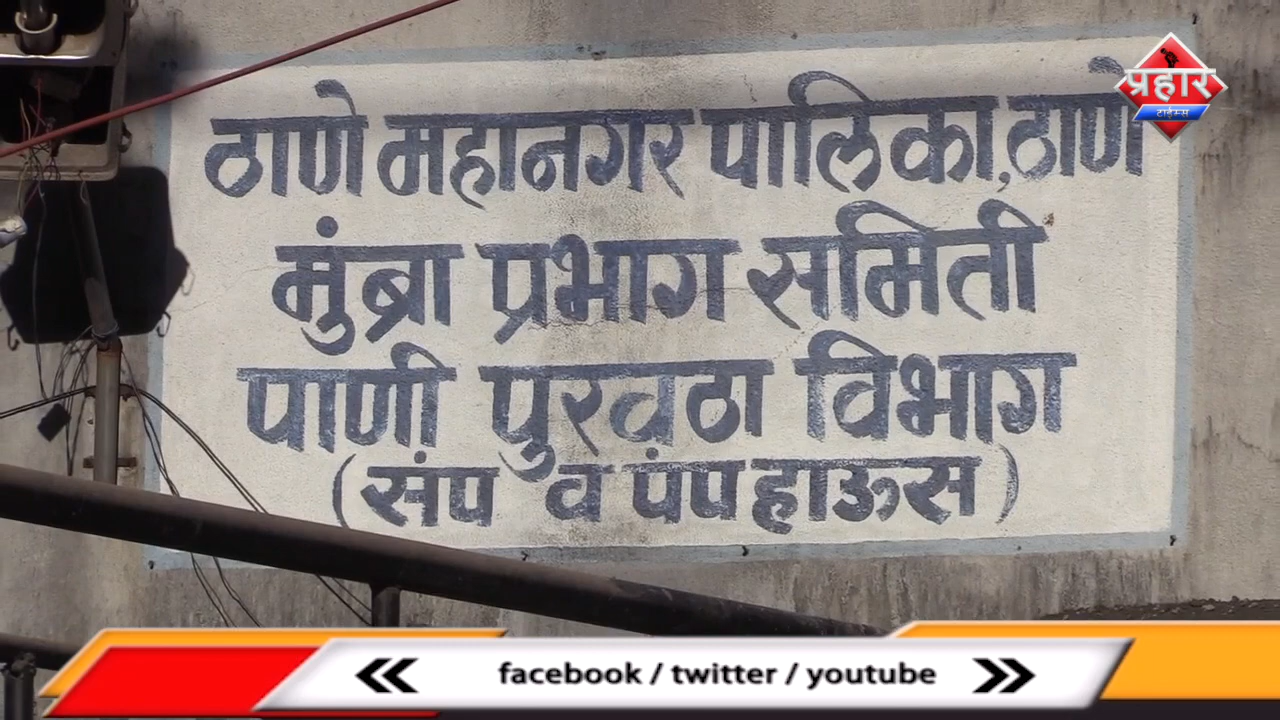 ठाणे महानगर पालिका, ठाणे
मुंब्रा प्रभाग समिती
पाणी पुरवठा विभाग
(संप व पंप हाऊस)
प्रहार
टाईम्स
facebook / twitter / youtube